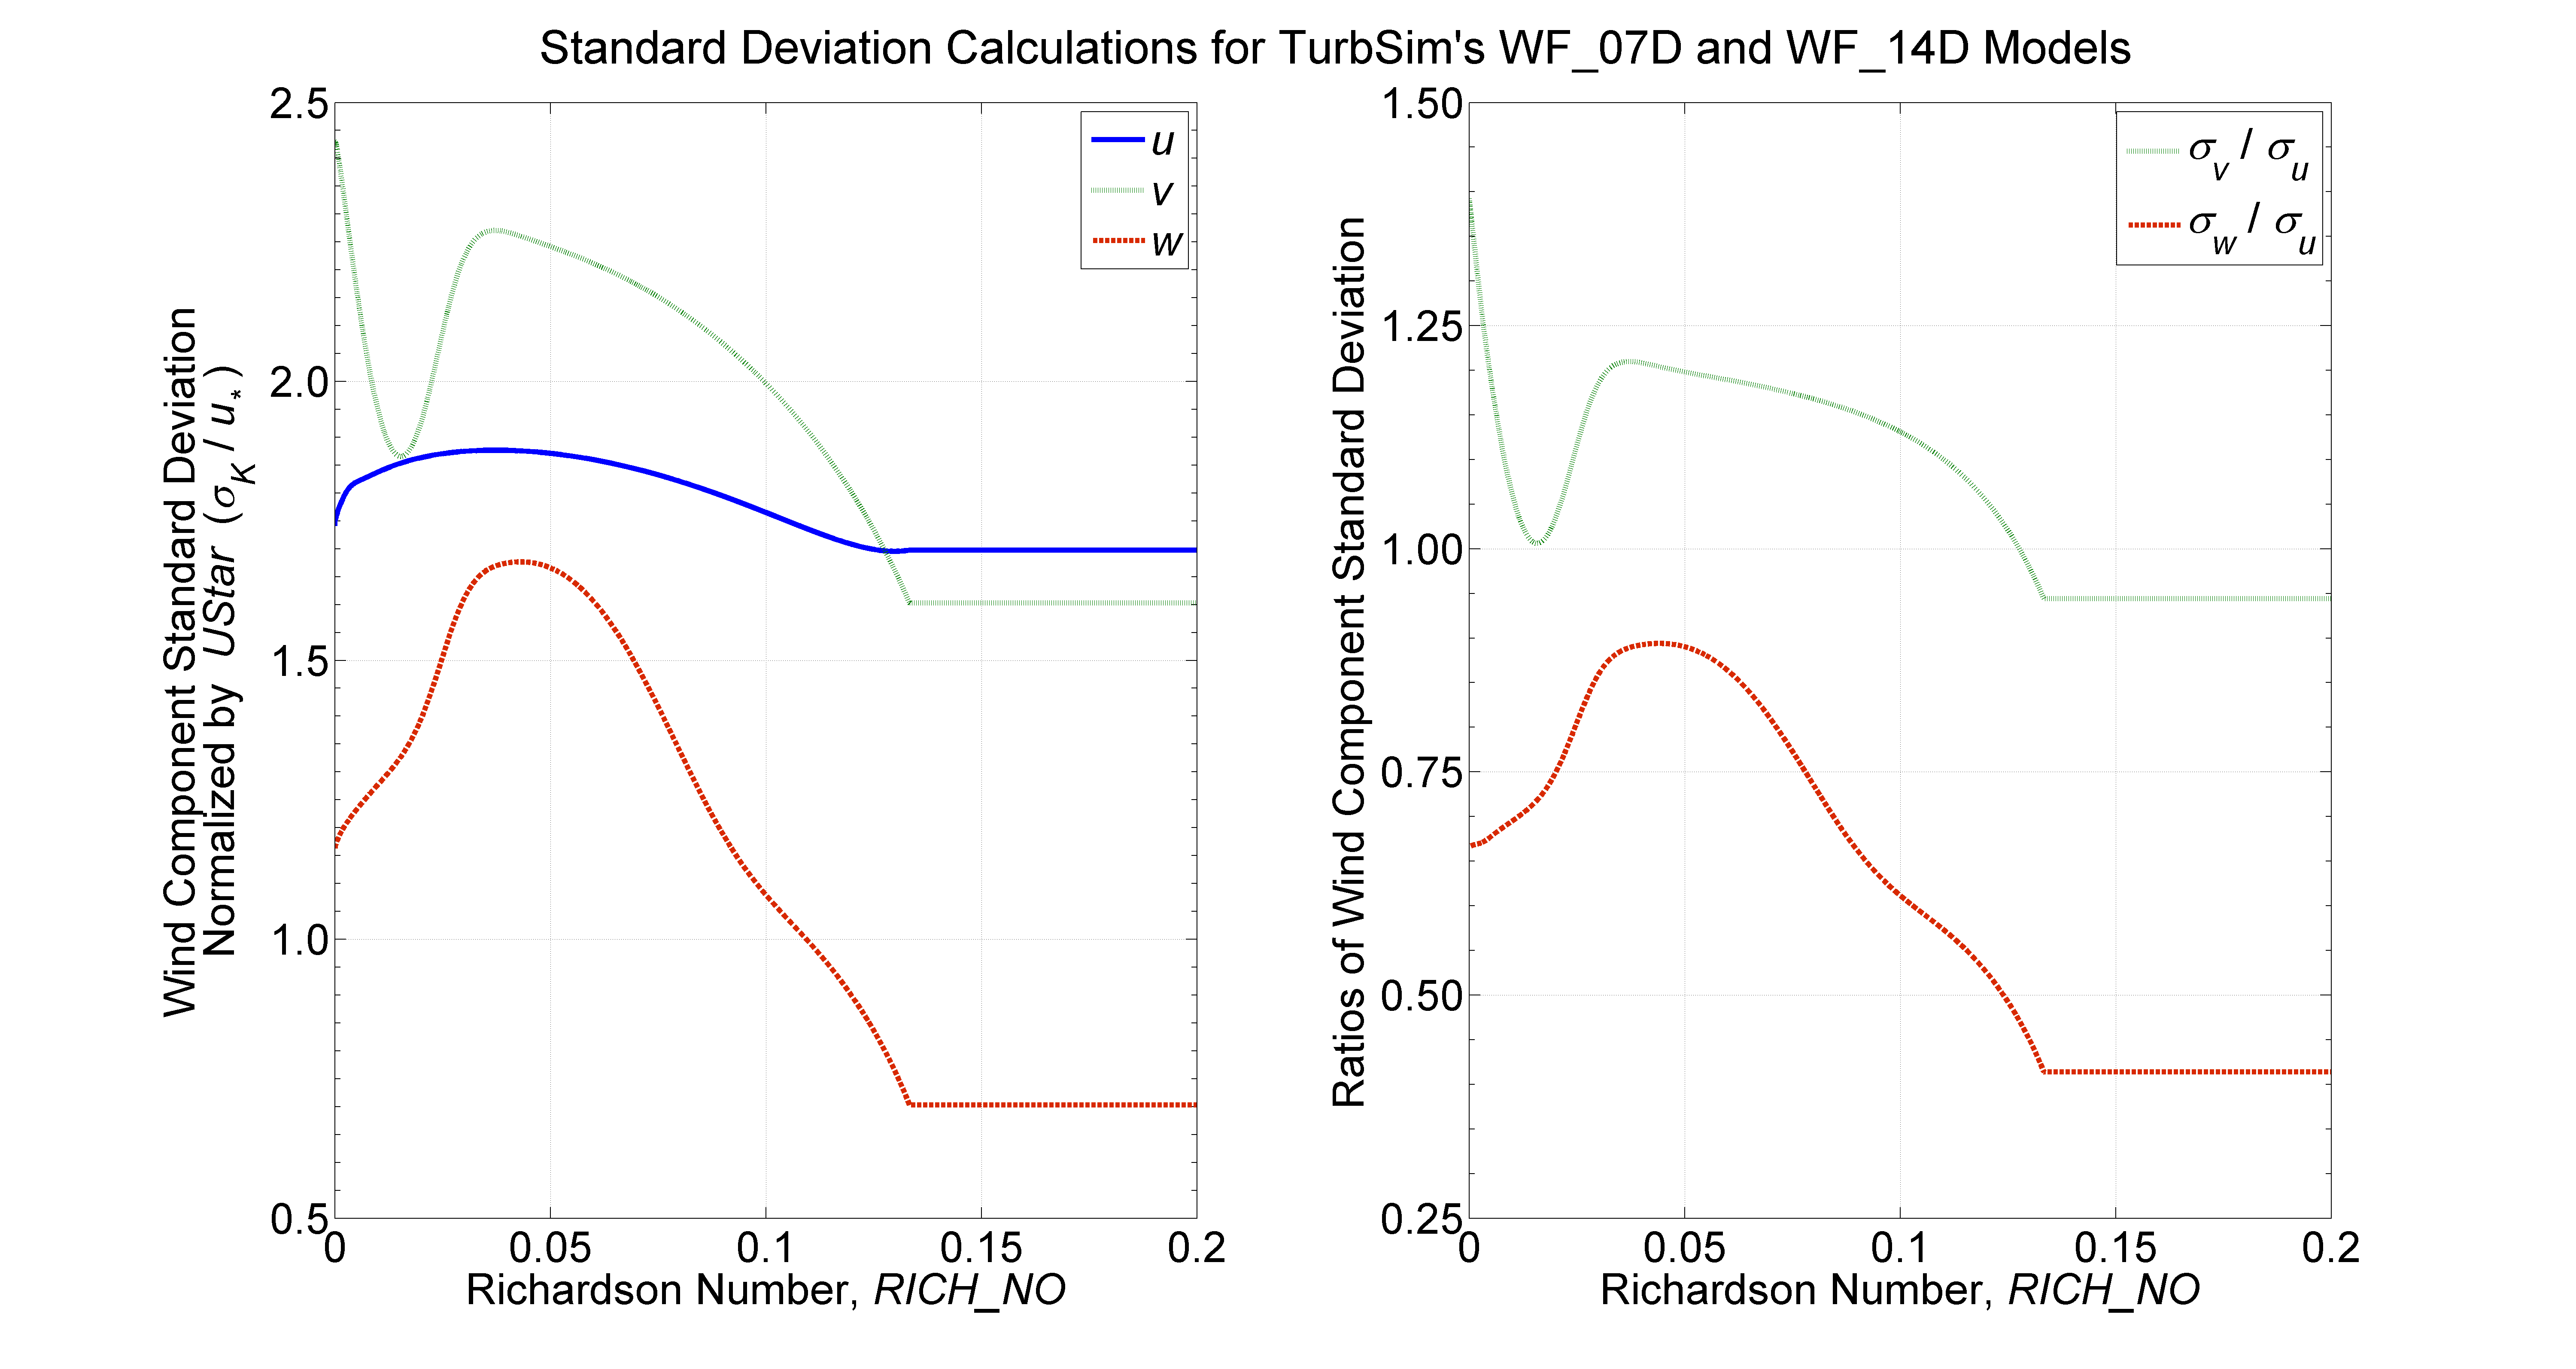 Standard Deviation Calculations for TurbSim's WF_07D and WF_14D Models
Wind Component Standard Deviation
Normalized by UStar (σK / u*)
2.5
2.0
1.5
1.0
0.5
u
v
w
0 0.05 0.1 0.15 0.2
Richardson Number, RICH_NO
Ratios of Wind Component Standard Deviation
1.50
1.25
1.00
0.75
0.50
0.25
σv / σu
σw / σu
0 0.05 0.1 0.15 0.2
Richardson Number, RICH_NO